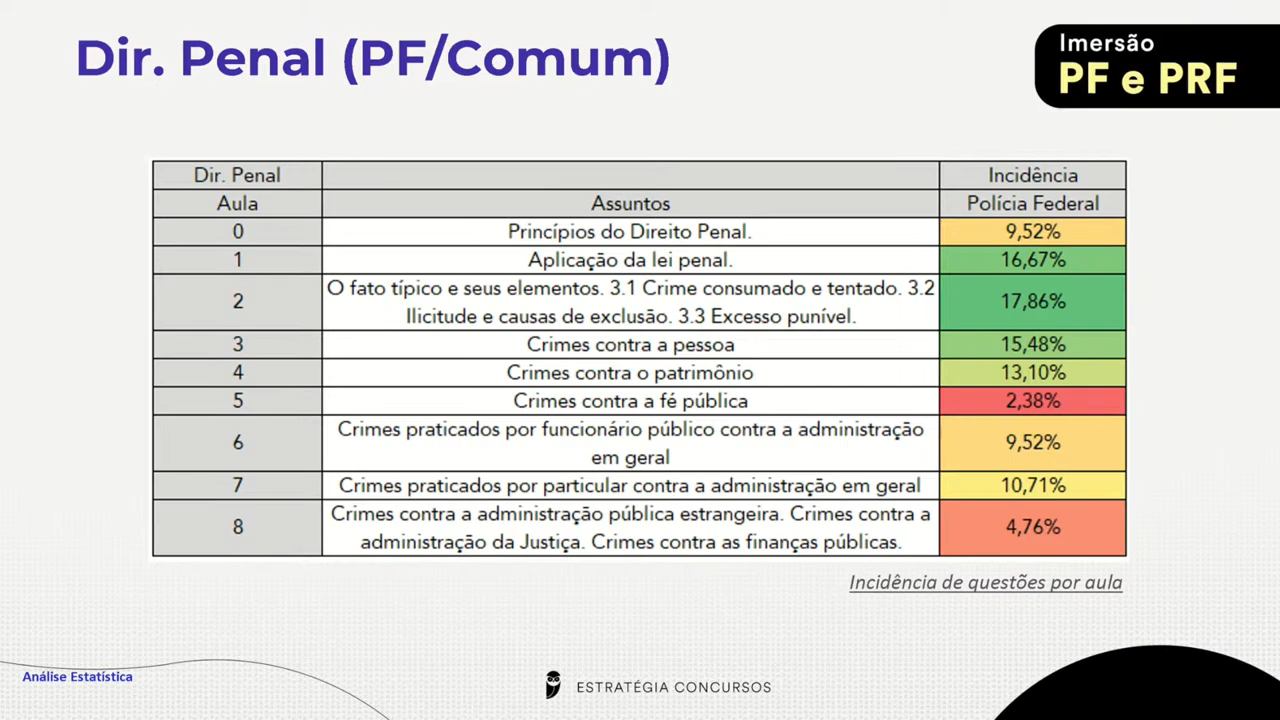 Dir. Penal (PF/Comum)
Imersão
PF e PRF
Dir. Penal Incidência
Aula Assuntos Polícia Federal
0 Princípios do Direito Penal. 9,52%
1 Aplicação da lei penal. 16,67%
O fato típico e seus elementos. 3.1 Crime consumado e tentado. 3.2
2 17,86%
Ilicitude e causas de exclusão. 3.3 Excesso punível.
3 Crimes contra a pessoa 15,48%
4 Crimes contra o patrimônio 13,10%
5 Crimes contra a fé pública 2,38%
Crimes praticados por funcionário público contra a administração
6 9,52%
em geral
7 Crimes praticados por particular contra a administração em geral 10,71%
Crimes contra a administração pública estrangeira. Crimes contra a
8 4,76%
administração da Justiça. Crimes contra as finanças públicas.
Incidência de questões por aula
Análise Estatística
ESTRATÉGIA CONCURSOS